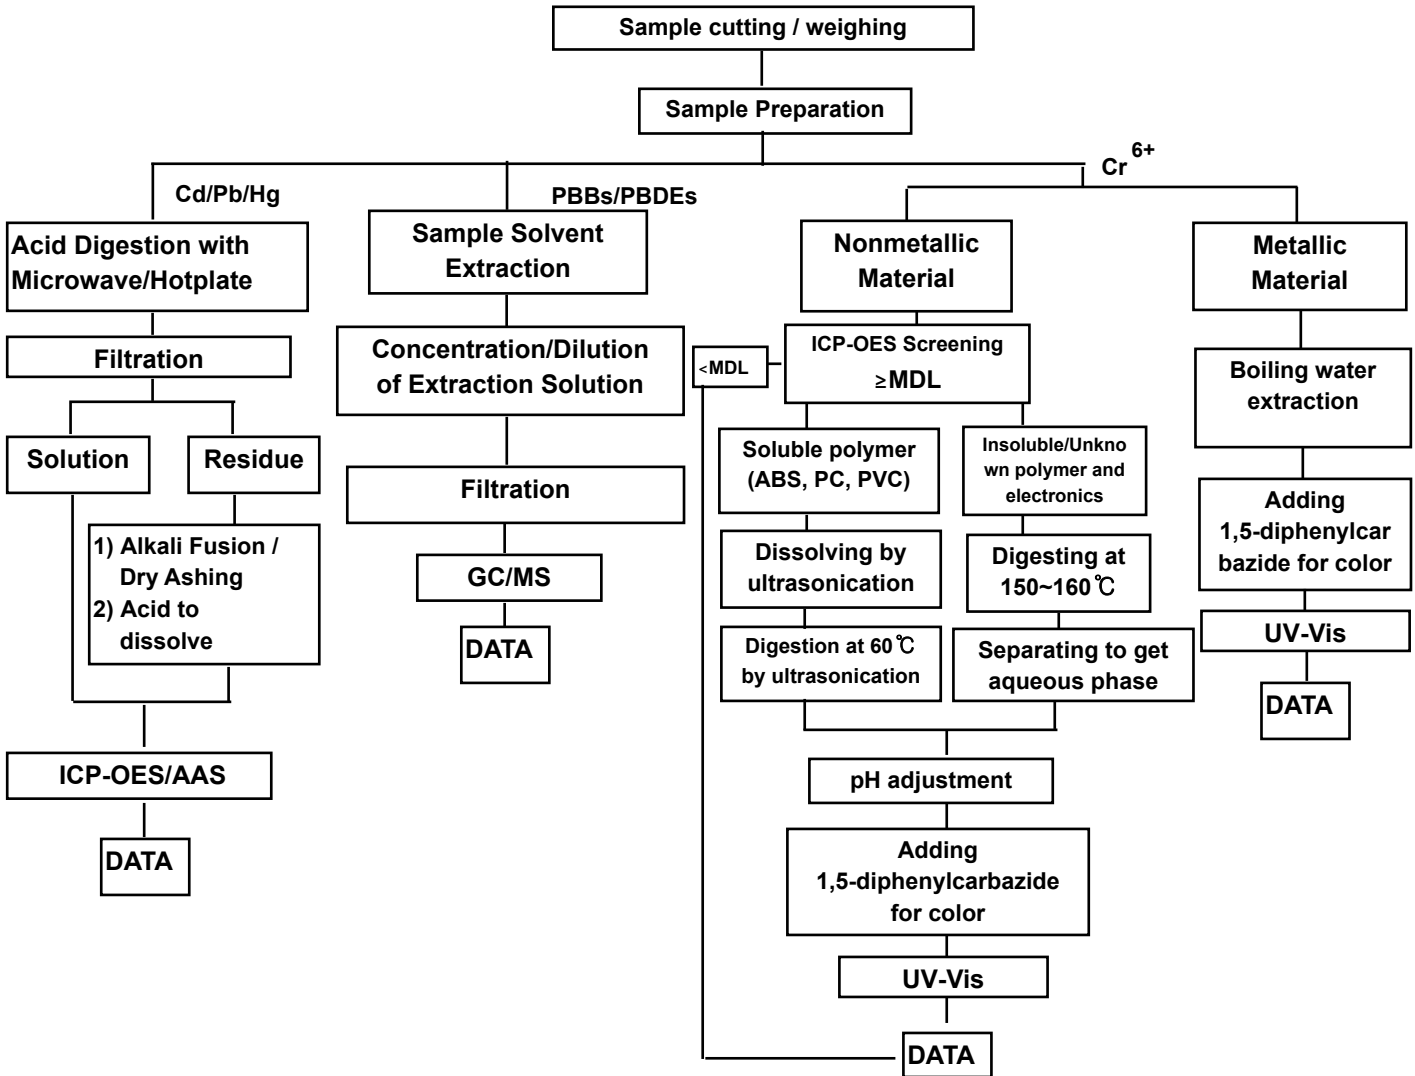 Sample cutting / weighing
Sample Preparation
Cr 6+
Cd/Pb/Hg
PBBs/PBDEs
Acid Digestion with
Microwave/Hotplate
Filtration
Solution
Residue
1) Alkali Fusion /
Dry Ashing
2) Acid to
dissolve
ICP-OES/AAS
DATA
Sample Solvent
Extraction
Concentration/Dilution
of Extraction Solution
Filtration
GC/MS
DATA
Nonmetallic
Material
ICP-OES Screening
≥MDL
<MDL
Soluble polymer
(ABS, PC, PVC)
Dissolving by
ultrasonication
Digestion at 60℃
by ultrasonication
Insoluble/Unkno
wn polymer and
electronics
Digesting at
150~160℃
Separating to get
aqueous phase
pH adjustment
Adding
1,5-diphenylcarbazide
for color
UV-Vis
DATA
Metallic
Material
Boiling water
extraction
Adding
1,5-diphenylcar
bazide for color
UV-Vis
DATA